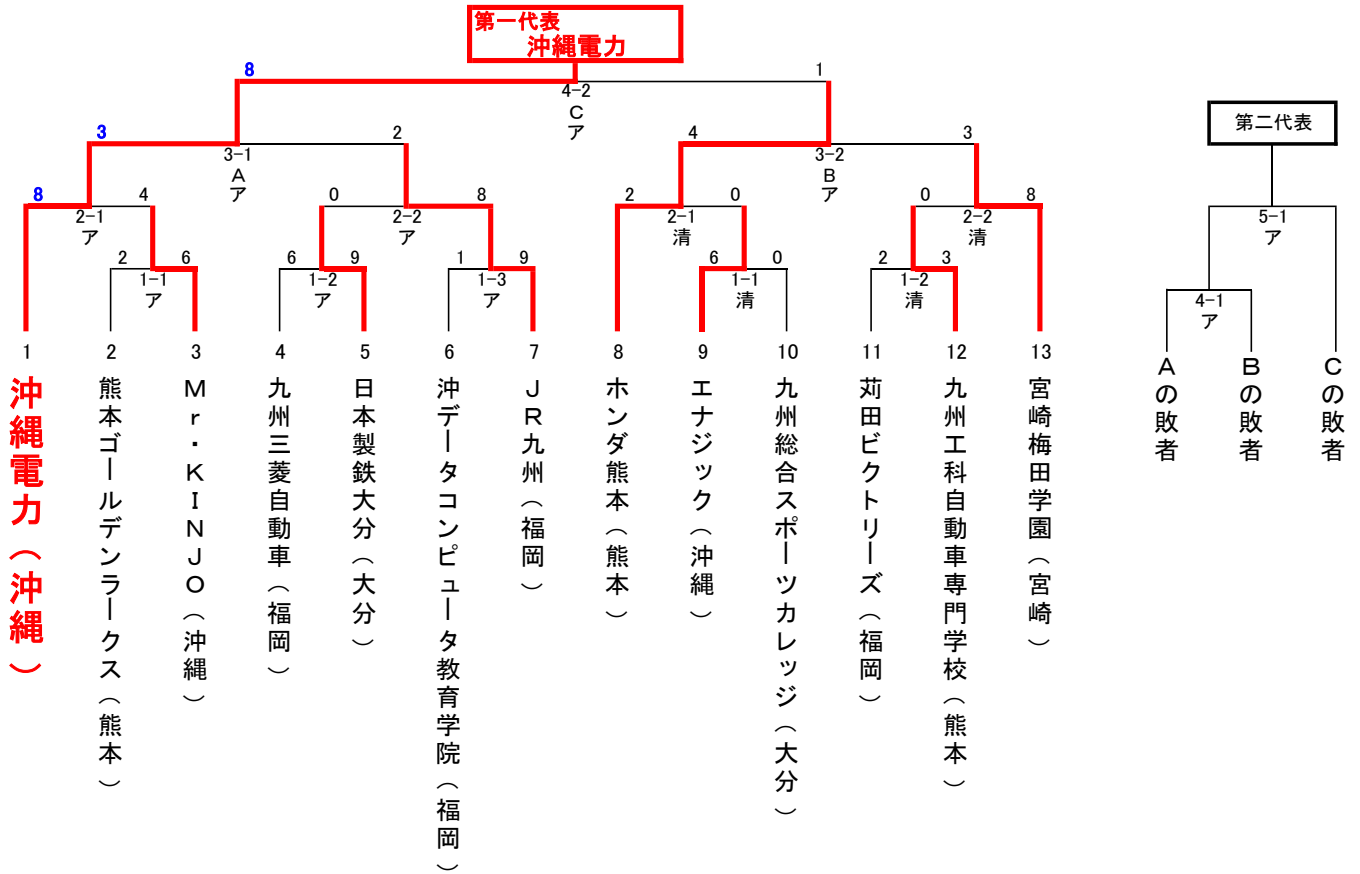 第一代表
沖縄電力
8
1
4-2
C
ア
3
2
3-1
A
ア
4
3
3-2
B
ア
8
4
2-1
ア
0
8
2-2
ア
2
0
2-1
清
0
8
2-2
清
2
6
1-1
ア
6
9
1-2
ア
1
9
1-3
ア
6
0
1-1
清
2
3
1-2
清
1
2
3
4
5
6
7
8
9
10
11
12
13
沖縄電力（沖縄）
熊本ゴールデンラークス（熊本）
Mr・KINJO（沖縄）
九州三菱自動車（福岡）
日本製鉄大分（大分）
沖データコンピュータ教育学院（福岡）
JR九州（福岡）
ホンダ熊本（熊本）
エナジック（沖縄）
九州総合スポーツカレッジ（大分）
苅田ビクトリーズ（福岡）
九州工科自動車専門学校（熊本）
宮崎梅田学園（宮崎）
第二代表
5-1
ア
4-1
ア
Aの敗者
Bの敗者
Cの敗者